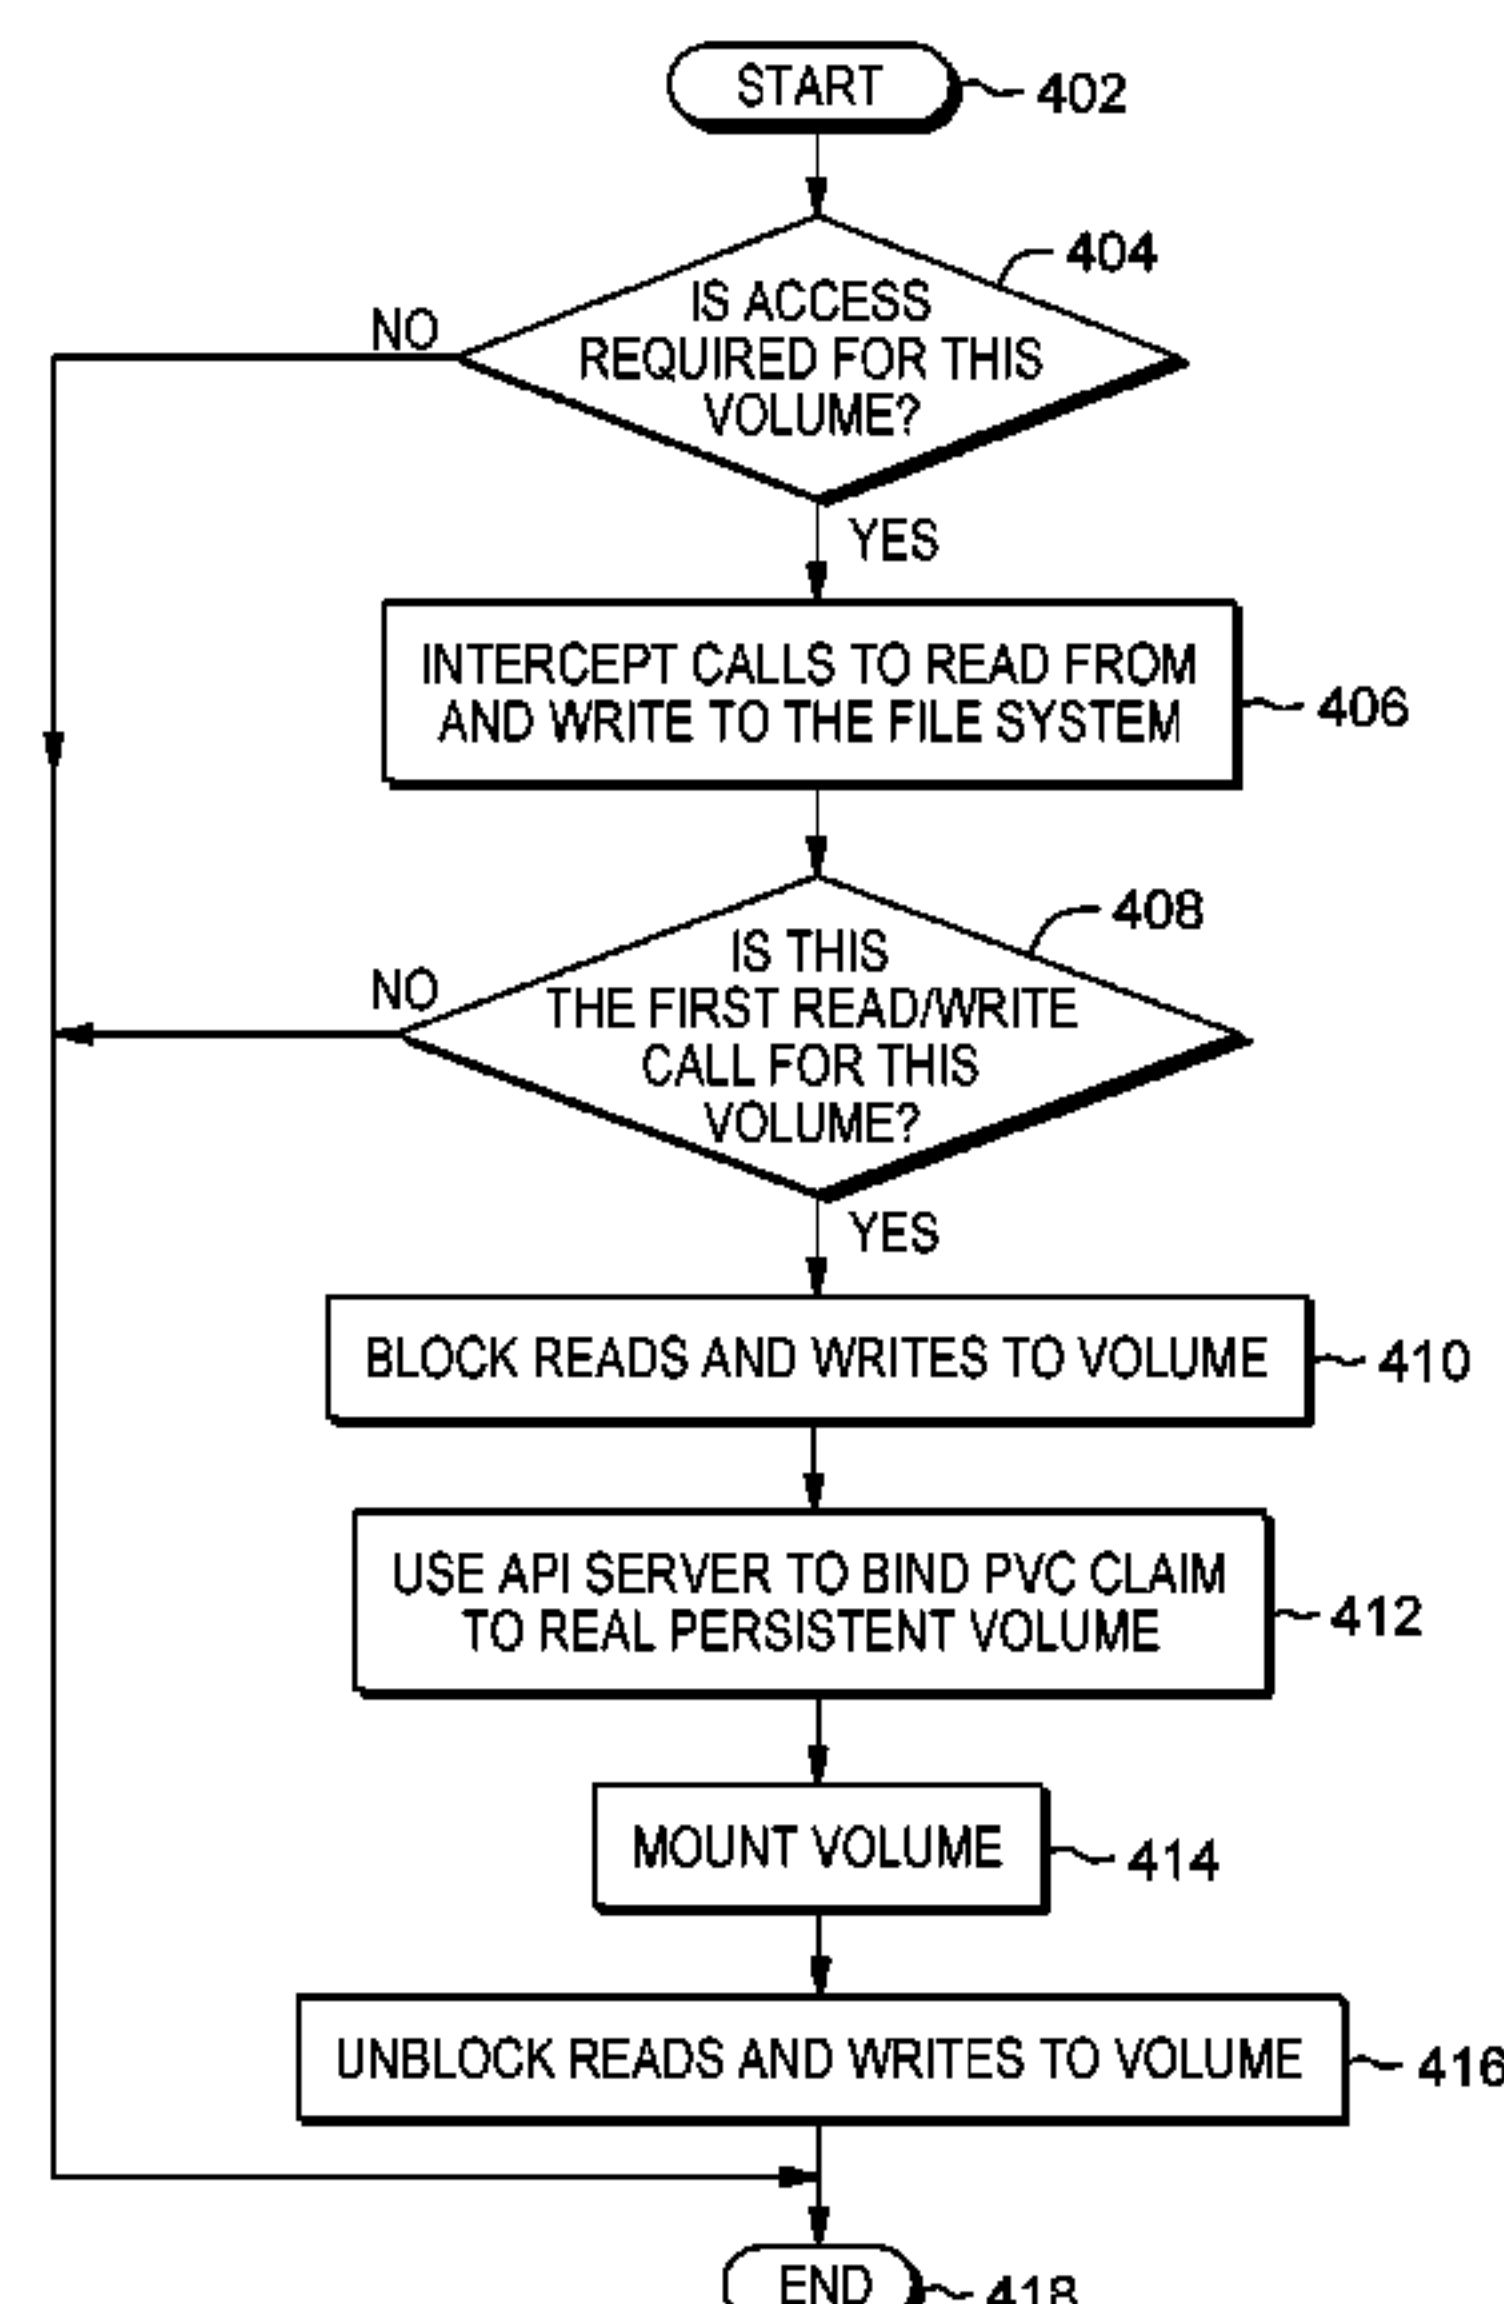 START
402
404
IS ACCESS
REQUIRED FOR THIS
VOLUME?
NO
YES
INTERCEPT CALLS TO READ FROM
AND WRITE TO THE FILE SYSTEM
406
408
IS THIS
THE FIRST READ/WRITE
CALL FOR THIS
VOLUME?
NO
YES
BLOCK READS AND WRITES TO VOLUME
410
USE API SERVER TO BIND PVC CLAIM
TO REAL PERSISTENT VOLUME
412
MOUNT VOLUME
414
UNBLOCK READS AND WRITES TO VOLUME
416
END
418